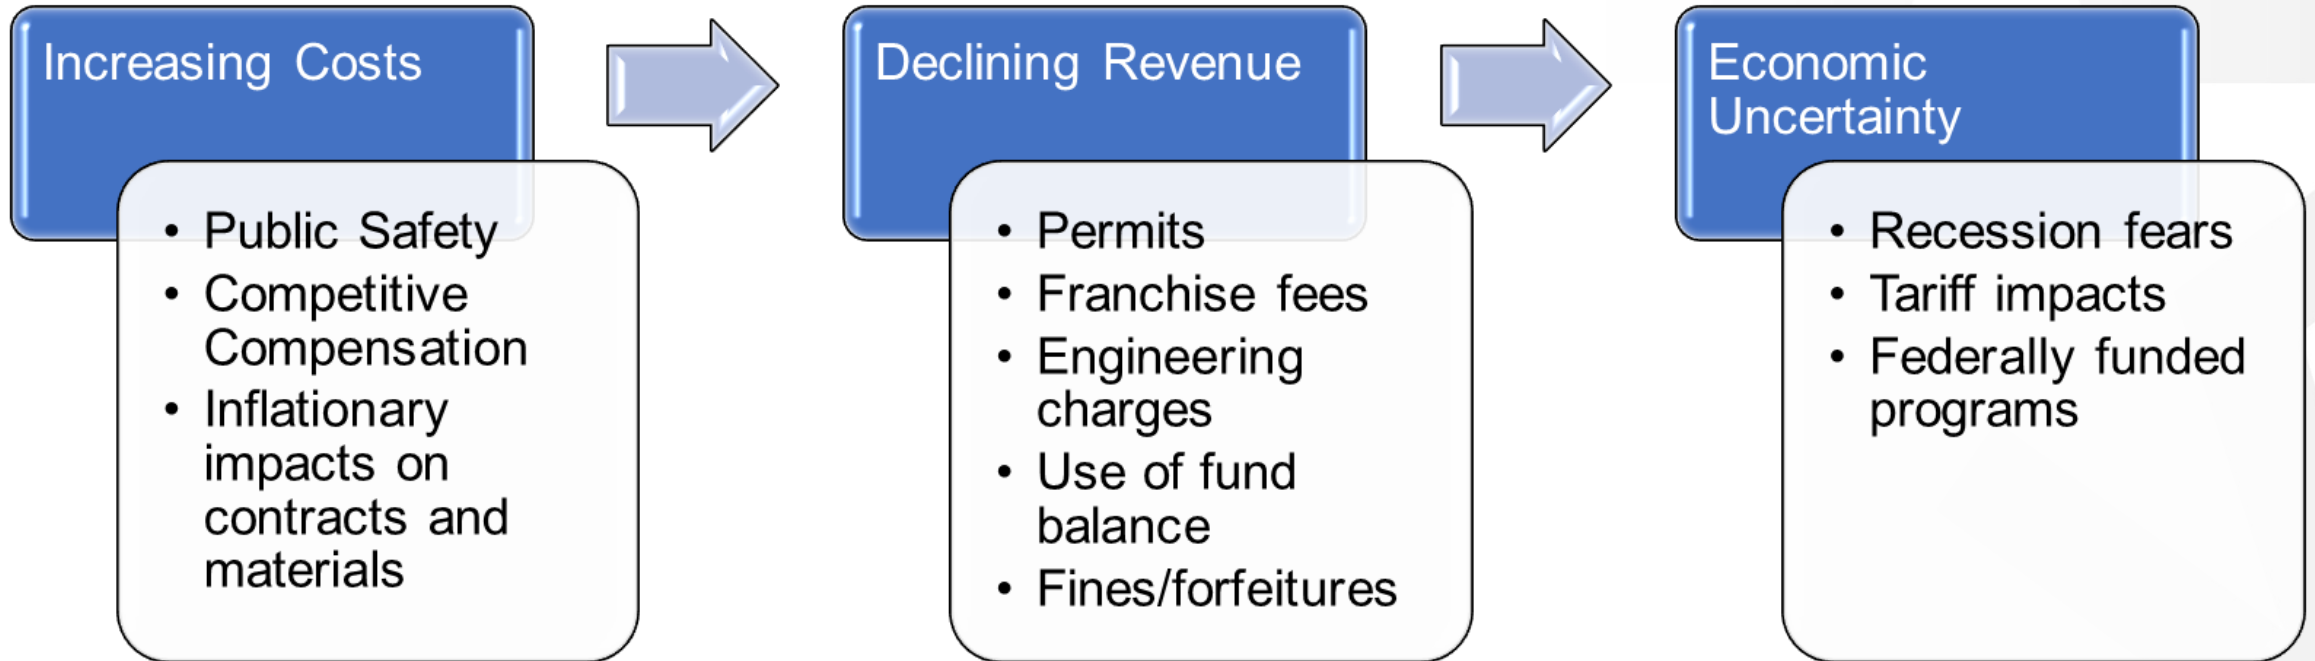 Increasing Costs
• Public Safety
• Competitive
Compensation
• Inflationary
impacts on
contracts and
materials
Declining Revenue
• Permits
• Franchise fees
• Engineering
charges
• Use of fund
balance
• Fines/forfeitures
Economic
Uncertainty
• Recession fears
• Tariff impacts
• Federally funded
programs